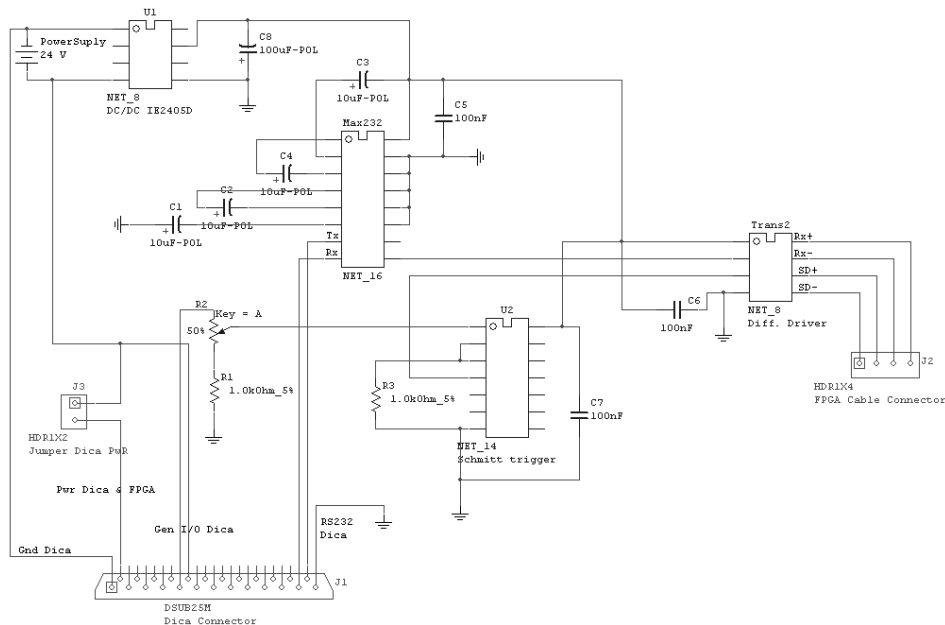 U1
PowerSuply
24 V
C8
100uF-POL
NET_8
DC/DC IE2405D
C3
10uF-POL
C5
100nF
Max232
C4
10uF-POL
C2
10uF-POL
C1
10uF-POL
Tx
Rx
NET_16
Trans2
Rx+
Rx-
SD+
SD-
NET_8
Diff. Driver
C6
100nF
R2
Key = A
50%
U2
R1
1.0kOhm_5%
R3
1.0kOhm_5%
C7
100nF
J2
HDR1X4
FPGA Cable Connector
J3
HDR1X2
Jumper Dica PwR
NET_14
Schmitt trigger
Pwr Dica & FPGA
Gen I/O Dica
RS232
Dica
Gnd Dica
J1
DSUB25M
Dica Connector